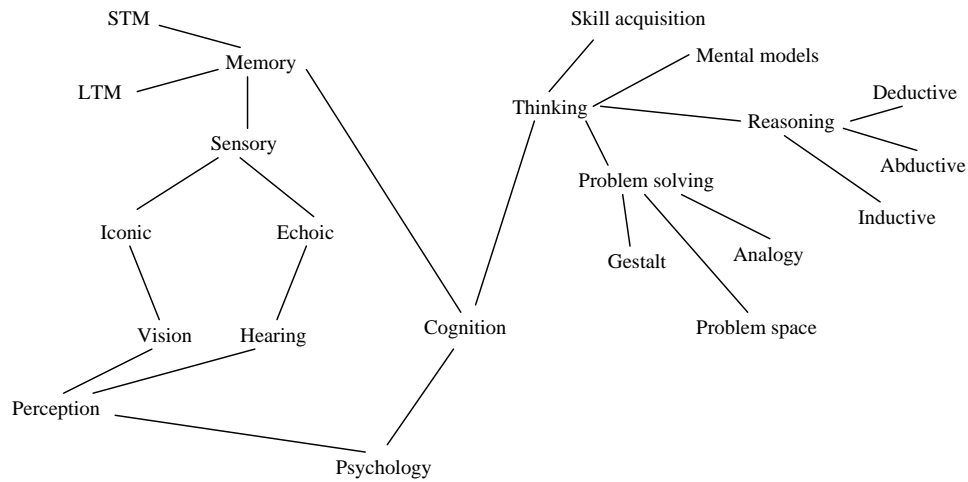 STM
Skill acquisition
Memory
Mental models
LTM
Thinking
Deductive
Reasoning
Sensory
Abductive
Problem solving
Inductive
Iconic
Echoic
Gestalt
Analogy
Vision
Hearing
Cognition
Problem space
Perception
Psychology